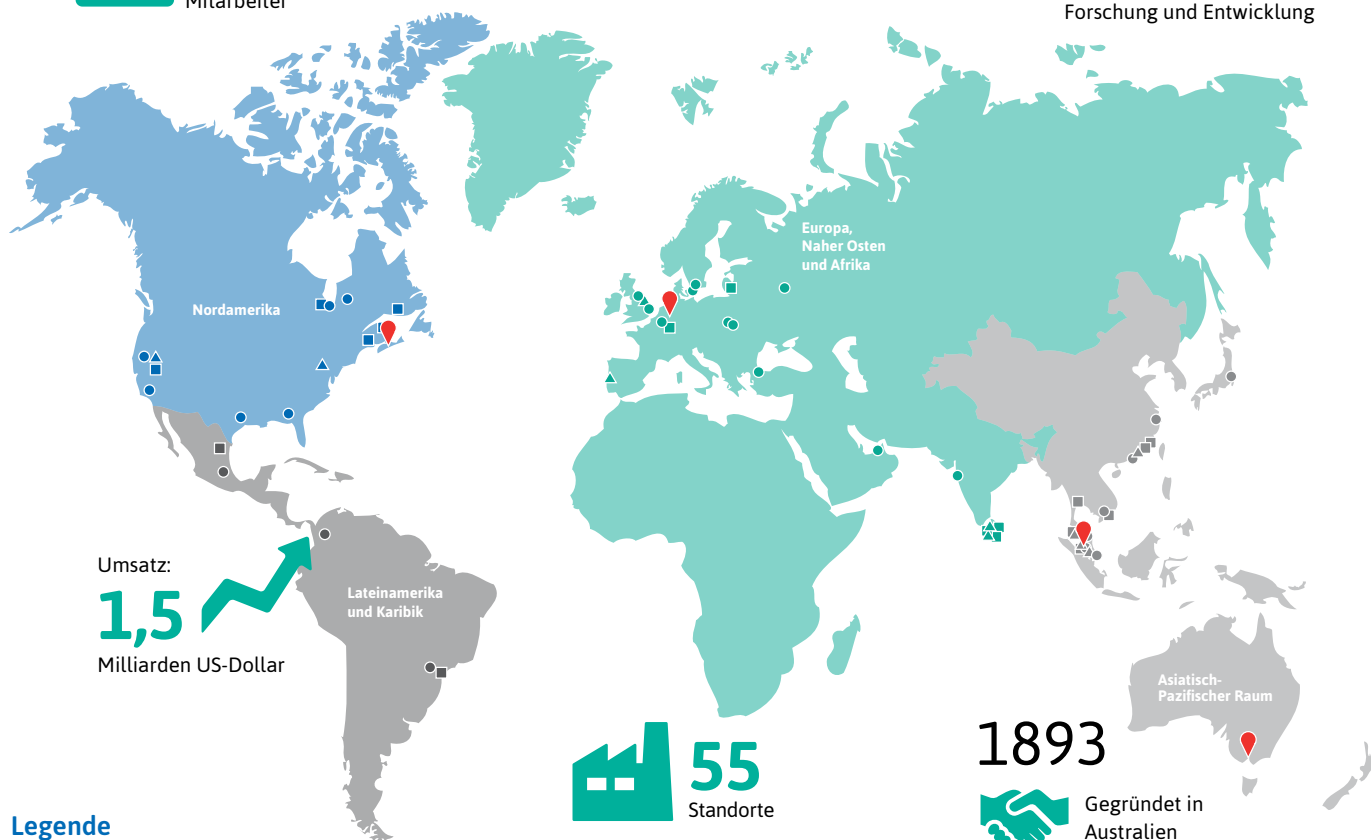 Mitarbeiter
Forschung und Entwicklung
Europa,
Naher Osten
und Afrika
Nordamerika
Umsatz:
1,5
Milliarden US-Dollar
Lateinamerika
und Karibik
Asiatisch-
Pazifischer Raum
55
Standorte
1893
Gegründet in
Australien
Legende